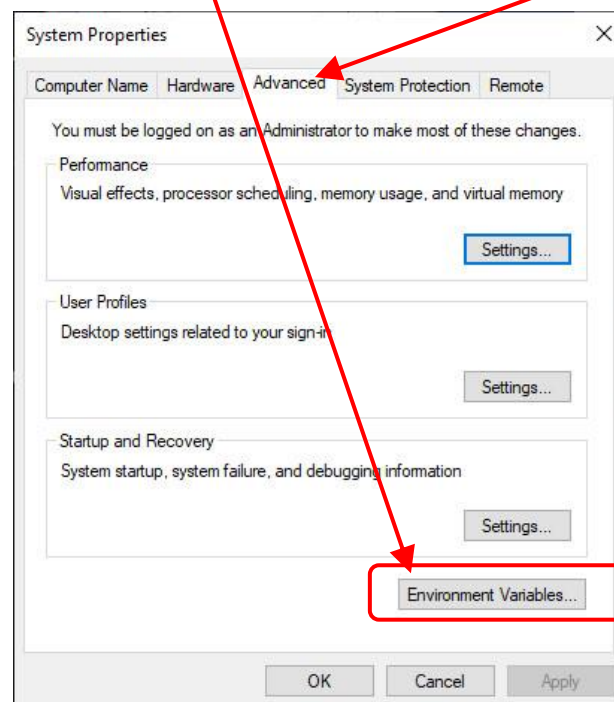 System Properties
Computer Name Hardware Advanced System Protection Remote
You must be logged on as an Administrator to make most of these changes.
Performance
Visual effects, processor scheduling, memory usage, and virtual memory
Settings...
User Profiles
Desktop settings related to your sign-in
Settings...
Startup and Recovery
System startup, system failure, and debugging information
Settings...
Environment Variables...
OK Cancel Apply